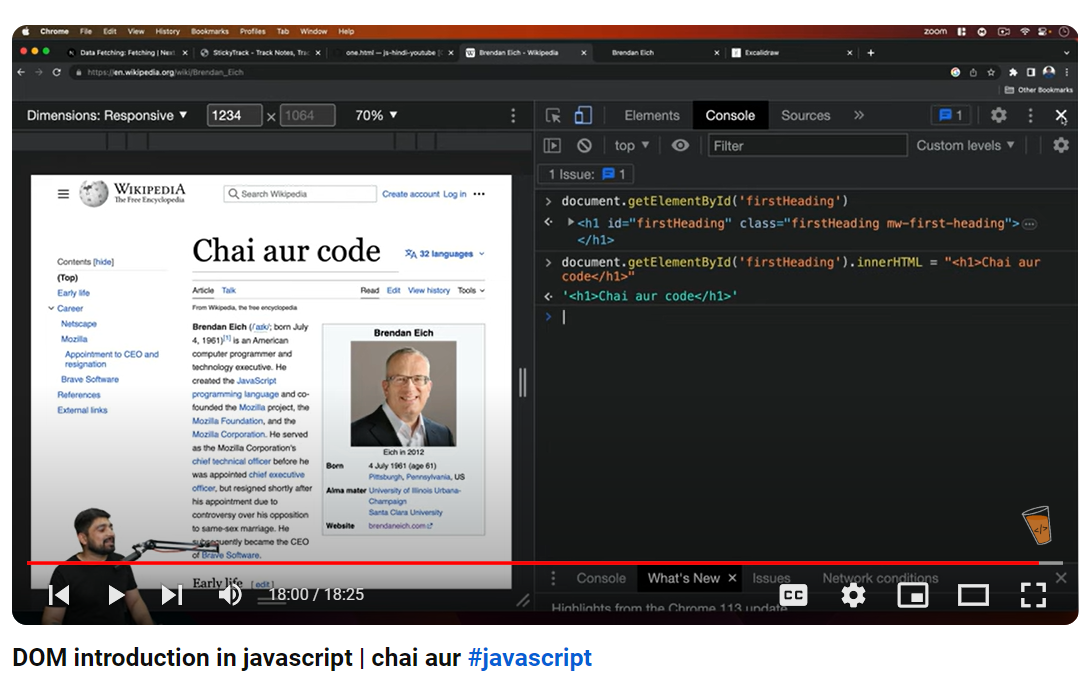 Chrome File Edit View History Bookmarks Profiles Tab Window Help zoom
Data Fetching: Fetching | Next StickyTrack - Track Notes, Trac one.html — js-hindi-youtube Brendan Eich - Wikipedia Brendan Eich Excalidraw
https://en.wikipedia.org/wiki/Brendan_Eich
Other Bookmarks
Dimensions: Responsive 1234 × 1064 70%
Elements Console Sources » 1
top Filter Custom levels
1 Issue: 1
WIKIPEDIA
The Free Encyclopedia
Search Wikipedia
Create account Log in •••
Contents [hide]
(Top)
Early life
Career
Netscape
Mozilla
Appointment to CEO and
resignation
Brave Software
References
External links
Chai aur code
32 languages
Article Talk Read Edit View history Tools
From Wikipedia, the free encyclopedia
Brendan Eich (/ˈaɪk/; born July
4, 1961)[1] is an American
computer programmer and
technology executive. He
created the JavaScript
programming language and co-
founded the Mozilla project, the
Mozilla Foundation, and the
Mozilla Corporation. He served
as the Mozilla Corporation's
chief technical officer before he
was appointed chief executive
officer, but resigned shortly after
his appointment due to
controversy over his opposition
to same-sex marriage. He
subsequently became the CEO
of Brave Software.
Early life [edit]
Brendan Eich
Eich in 2012
Born 4 July 1961 (age 61)
Pittsburgh, Pennsylvania, US
Alma mater University of Illinois Urbana-
Champaign
Santa Clara University
Website brendaneich.com
document.getElementById('firstHeading')
<h1 id="firstHeading" class="firstHeading mw-first-heading">
</h1>
document.getElementById('firstHeading').innerHTML = "<h1>Chai aur
code</h1>"
'<h1>Chai aur code</h1>'
</>
Console What's New × Issues Network conditions
Highlights from the Chrome 113 update
18:00 / 18:25
CC
DOM introduction in javascript | chai aur #javascript